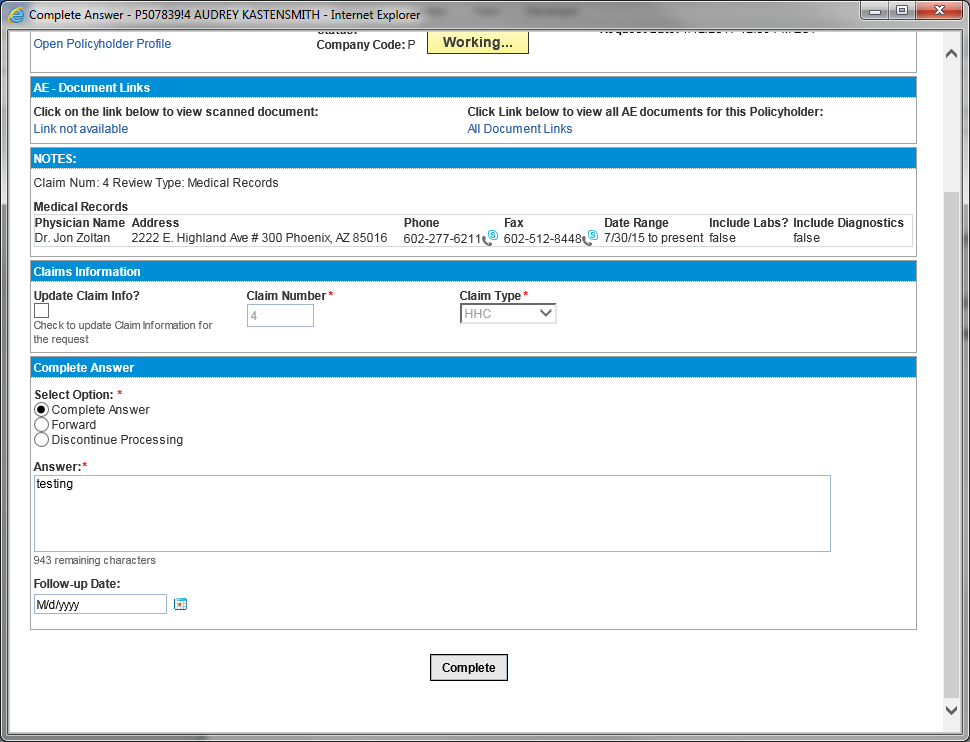 Complete Answer - P507839!4 AUDREY KASTENSMITH - Internet Explorer
Open Policyholder Profile
Company Code: P
Working...
AE - Document Links
Click on the link below to view scanned document:
Click Link below to view all AE documents for this Policyholder:
Link not available
All Document Links
NOTES:
Claim Num: 4 Review Type: Medical Records
Medical Records
Physician Name Address Phone Fax Date Range Include Labs? Include Diagnostics
Dr. Jon Zoltan 2222 E. Highland Ave # 300 Phoenix, AZ 85016 602-277-6211 602-512-8448 7/30/15 to present false false
Claims Information
Update Claim Info? Claim Number* Claim Type*
4 HHC
Check to update Claim Information for
the request
Complete Answer
Select Option: *
Complete Answer
Forward
Discontinue Processing
Answer:*
testing
943 remaining characters
Follow-up Date:
M/d/yyyy
Complete